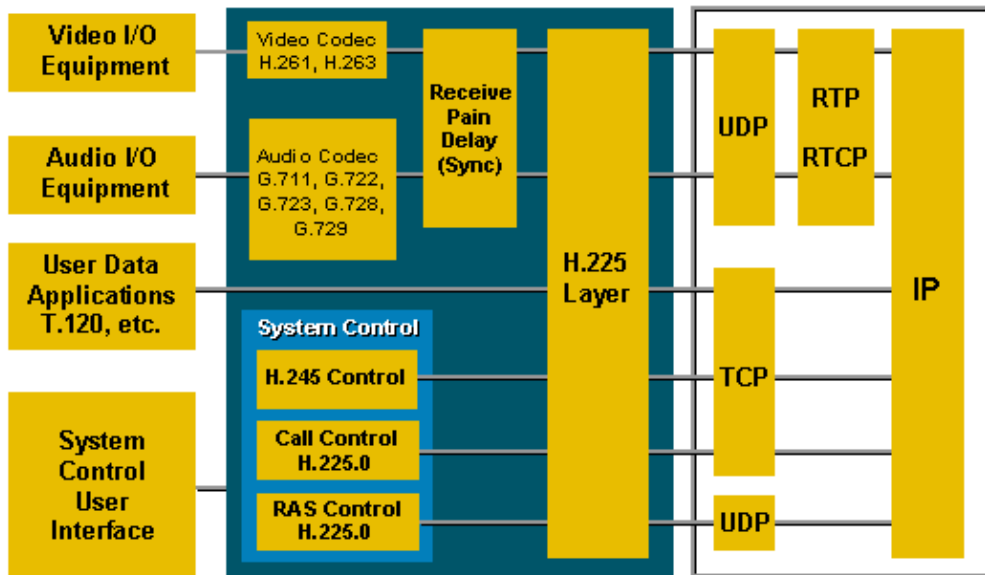 Video I/O
Equipment
Video Codec
H.261, H.263
Receive
Pain
Delay
(Sync)
UDP
RTP
RTCP
Audio I/O
Equipment
Audio Codec
G.711, G.722,
G.723, G.728,
G.729
User Data
Applications
T.120, etc.
H.225
Layer
IP
System Control
H.245 Control
TCP
System
Control
User
Interface
Call Control
H.225.0
RAS Control
H.225.0
UDP